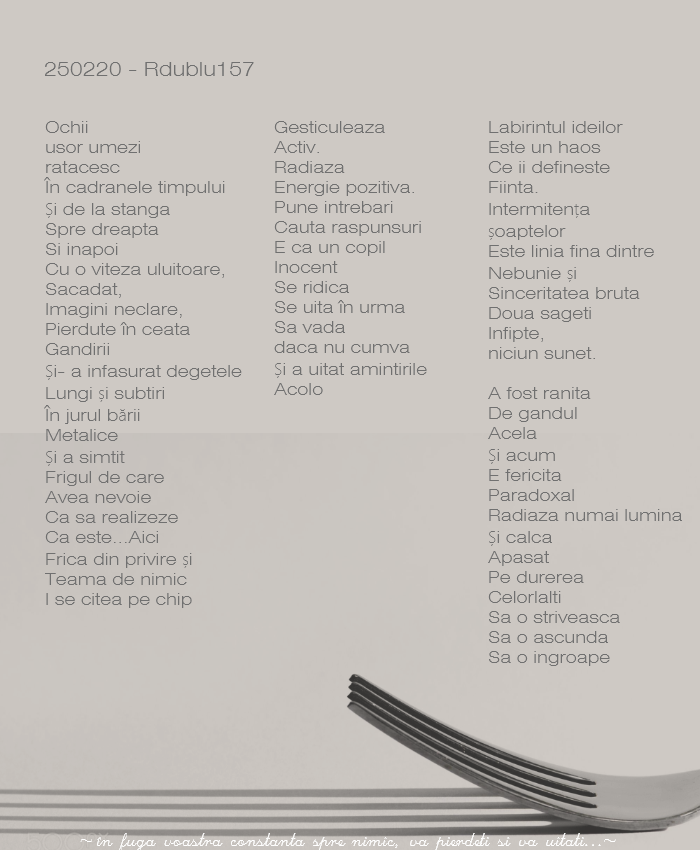 250220 - Rdublu157
Ochii
usor umezi
ratacesc
În cadranele timpului
Și de la stanga
Spre dreapta
Si inapoi
Cu o viteza uluitoare,
Sacadat,
Imagini neclare,
Pierdute în ceata
Gandirii
Și- a infasurat degetele
Lungi și subtiri
În jurul bării
Metalice
Și a simtit
Frigul de care
Avea nevoie
Ca sa realizeze
Ca este...Aici
Frica din privire și
Teama de nimic
I se citea pe chip
Gesticuleaza
Activ.
Radiaza
Energie pozitiva.
Pune intrebari
Cauta raspunsuri
E ca un copil
Inocent
Se ridica
Se uita în urma
Sa vada
daca nu cumva
Și a uitat amintirile
Acolo
Labirintul ideilor
Este un haos
Ce ii defineste
Fiinta.
Intermitența
șoaptelor
Este linia fina dintre
Nebunie și
Sinceritatea bruta
Doua sageti
Infipte,
niciun sunet.
A fost ranita
De gandul
Acela
Și acum
E fericita
Paradoxal
Radiaza numai lumina
Și calca
Apasat
Pe durerea
Celorlalti
Sa o striveasca
Sa o ascunda
Sa o ingroape
~in fuga voastra constanta spre nimic, va pierdeti si va uitati...~